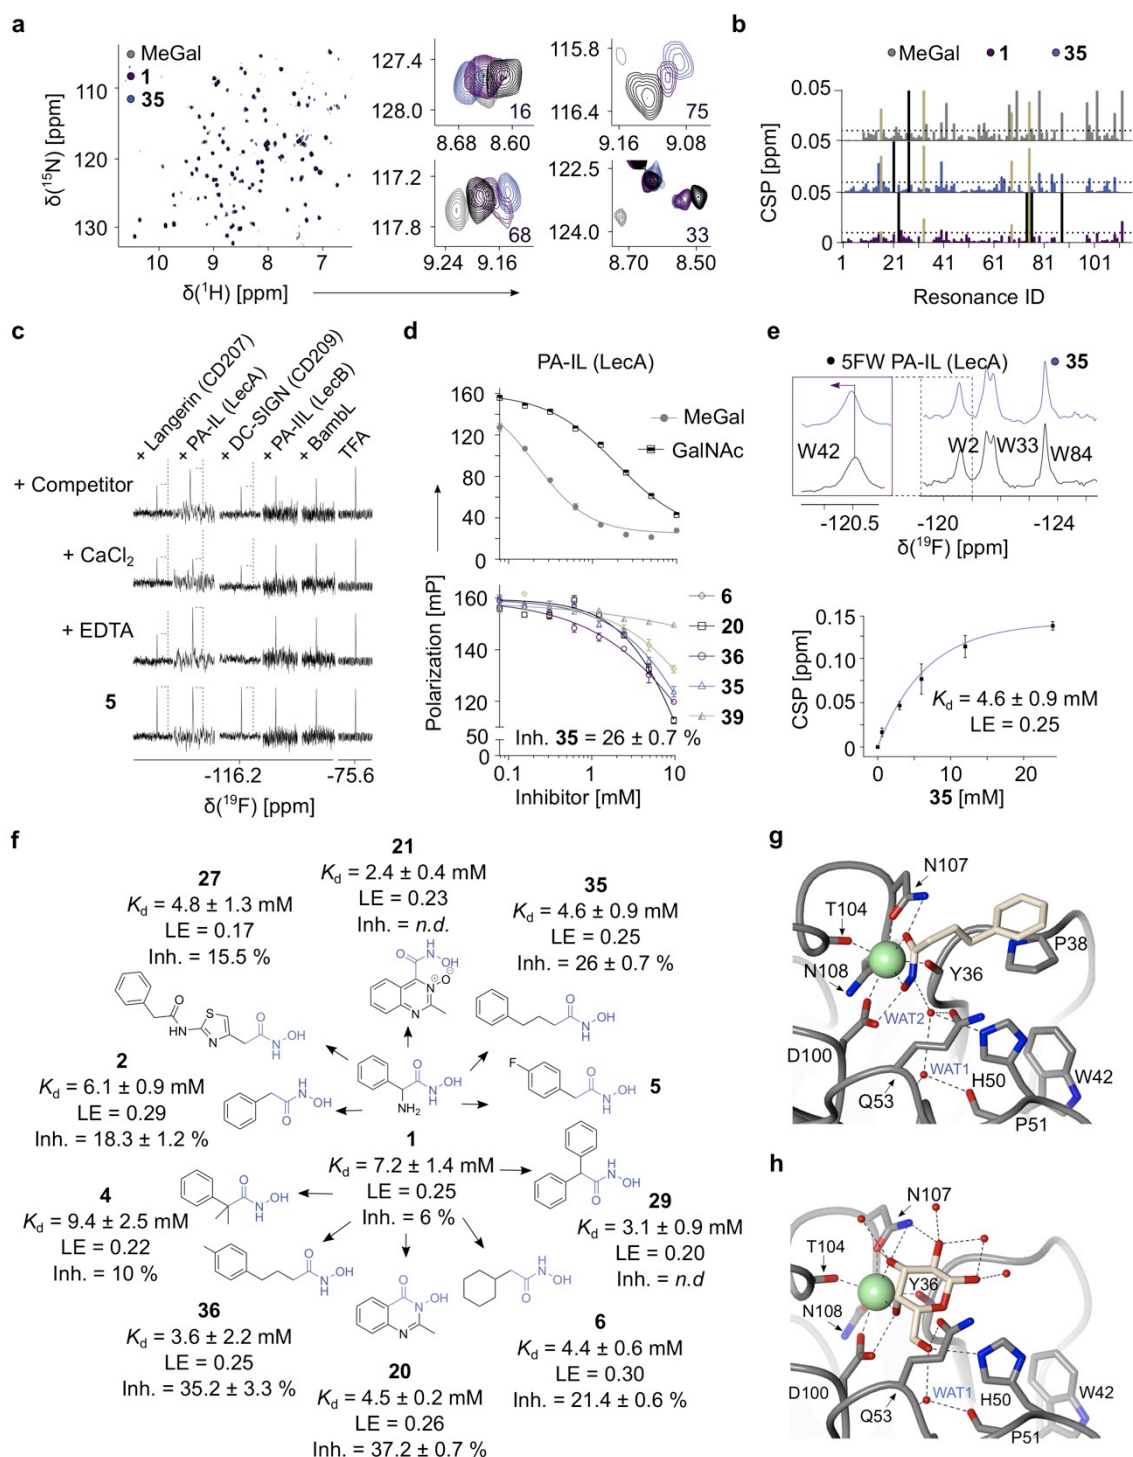 a
MeGal
1
35
110
120
130
δ(¹⁵N) [ppm]
10
9
8
7
δ(¹H) [ppm]
127.4
128.0
16
8.68
8.60
115.8
116.4
75
9.16
9.08
117.2
117.8
68
9.24
9.16
122.5
124.0
33
8.70
8.50
b
MeGal
1
35
0.05
0.05
0.05
0
CSP [ppm]
1
21
41
61
81
101
Resonance ID
c
+ Langerin (CD207)
+ PA-IL (LecA)
+ DC-SIGN (CD209)
+ PA-IIL (LecB)
+ BambL
TFA
+ Competitor
+ CaCl₂
+ EDTA
5
-116.2
-75.6
δ(¹⁹F) [ppm]
d
PA-IL (LecA)
160
120
80
40
0
MeGal
GalNAc
Polarization [mP]
160
140
120
50
0
6
20
36
35
39
Inh. 35 = 26 ± 0.7 %
0.1
1
10
Inhibitor [mM]
e
5FW PA-IL (LecA)
35
W42
W2
W33
W84
-120.5
-120
-124
δ(¹⁹F) [ppm]
0.15
0.10
0.05
0
CSP [ppm]
Kd = 4.6 ± 0.9 mM
LE = 0.25
0
10
20
35 [mM]
f
27
Kd = 4.8 ± 1.3 mM
LE = 0.17
Inh. = 15.5 %
21
Kd = 2.4 ± 0.4 mM
LE = 0.23
Inh. = n.d.
35
Kd = 4.6 ± 0.9 mM
LE = 0.25
Inh. = 26 ± 0.7 %
2
Kd = 6.1 ± 0.9 mM
LE = 0.29
Inh. = 18.3 ± 1.2 %
5
1
Kd = 7.2 ± 1.4 mM
LE = 0.25
Inh. = 6 %
4
Kd = 9.4 ± 2.5 mM
LE = 0.22
Inh. = 10 %
29
Kd = 3.1 ± 0.9 mM
LE = 0.20
Inh. = n.d
36
Kd = 3.6 ± 2.2 mM
LE = 0.25
Inh. = 35.2 ± 3.3 %
20
Kd = 4.5 ± 0.2 mM
LE = 0.26
Inh. = 37.2 ± 0.7 %
6
Kd = 4.4 ± 0.6 mM
LE = 0.30
Inh. = 21.4 ± 0.6 %
g
N107
T104
P38
N108
Y36
WAT2
D100
WAT1
H50
W42
Q53
P51
h
N107
T104
Y36
N108
D100
WAT1
H50
W42
Q53
P51